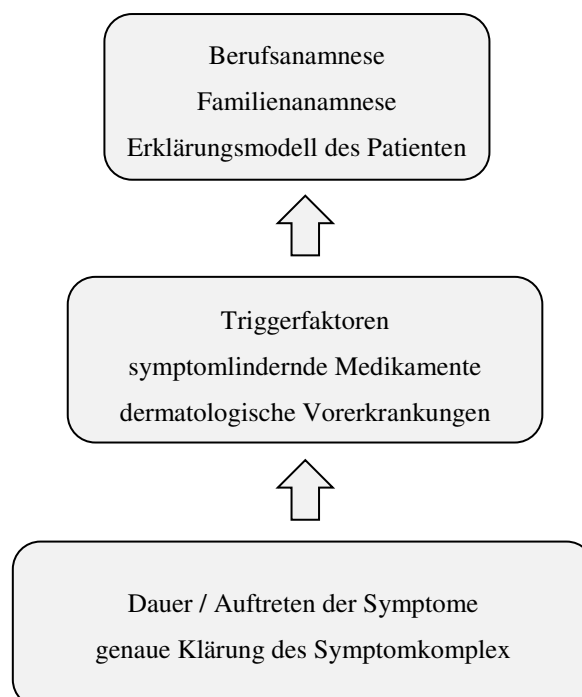 Berufsanamnese
Familienanamnese
Erklärungsmodell des Patienten
Triggerfaktoren
symptomlindernde Medikamente
dermatologische Vorerkrankungen
Dauer / Auftreten der Symptome
genaue Klärung des Symptomkomplex